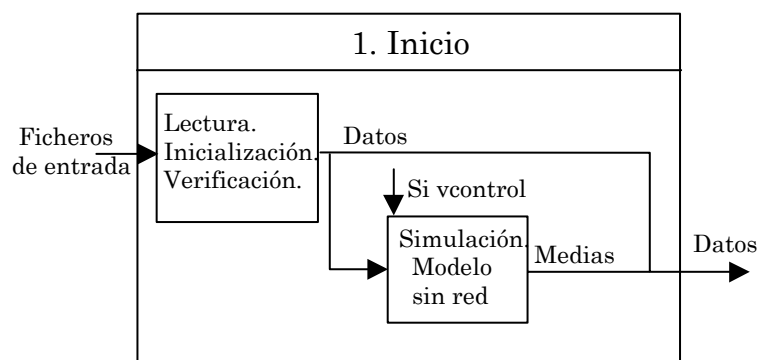 1. Inicio
Ficheros
de entrada
Lectura.
Inicialización.
Verificación.
Datos
Si vcontrol
Simulación.
Modelo
sin red
Medias
Datos